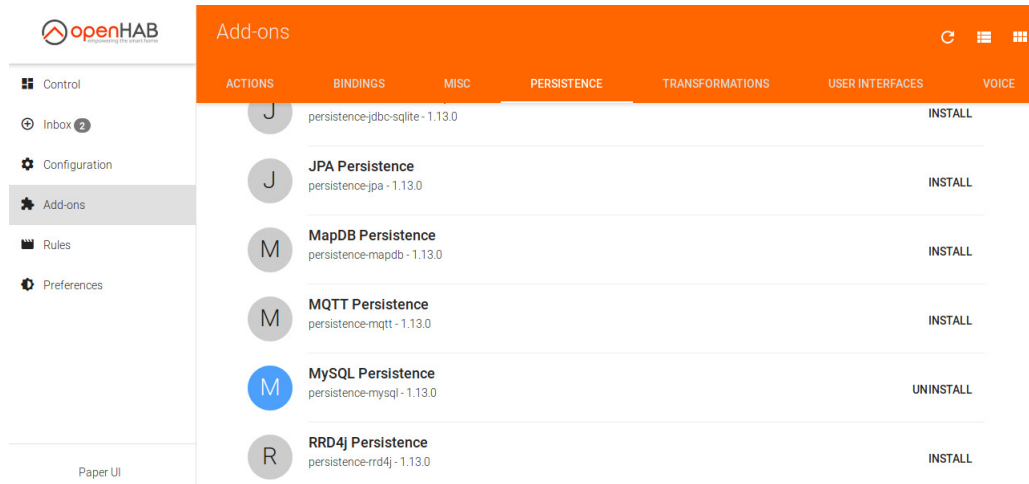 openHAB
empowering the smart home
Add-ons
Control
Inbox 2
Configuration
Add-ons
Rules
Preferences
Paper UI
ACTIONS BINDINGS MISC PERSISTENCE TRANSFORMATIONS USER INTERFACES VOICE
J
persistence-jdbc-sqlite - 1.13.0
INSTALL
J
JPA Persistence
persistence-jpa - 1.13.0
INSTALL
M
MapDB Persistence
persistence-mapdb - 1.13.0
INSTALL
M
MQTT Persistence
persistence-mqtt - 1.13.0
INSTALL
M
MySQL Persistence
persistence-mysql - 1.13.0
UNINSTALL
R
RRD4j Persistence
persistence-rrd4j - 1.13.0
INSTALL